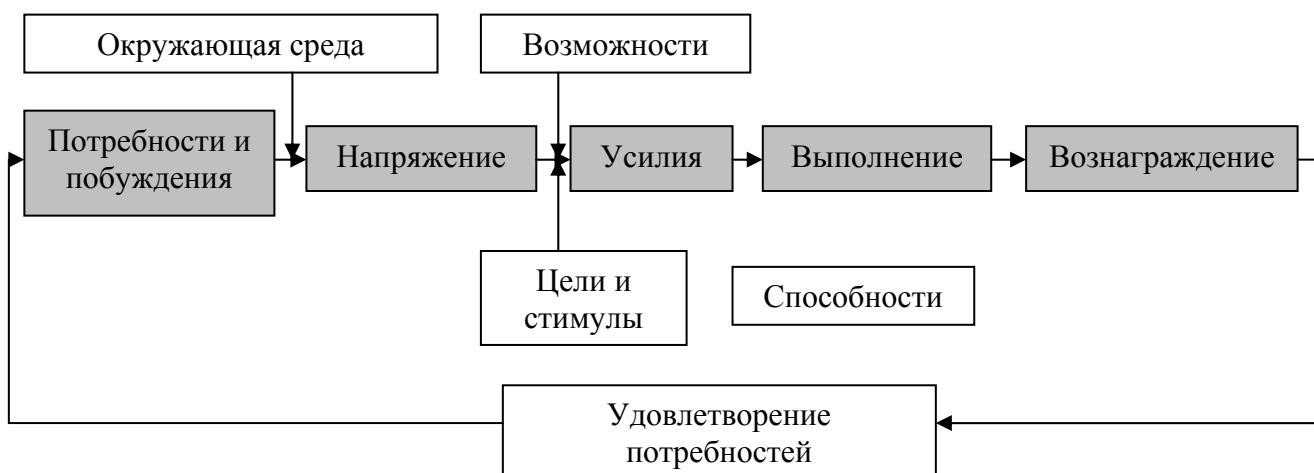 Окружающая среда
Возможности
Потребности и
побуждения
Напряжение
Усилия
Выполнение
Вознаграждение
Цели и
стимулы
Способности
Удовлетворение
потребностей